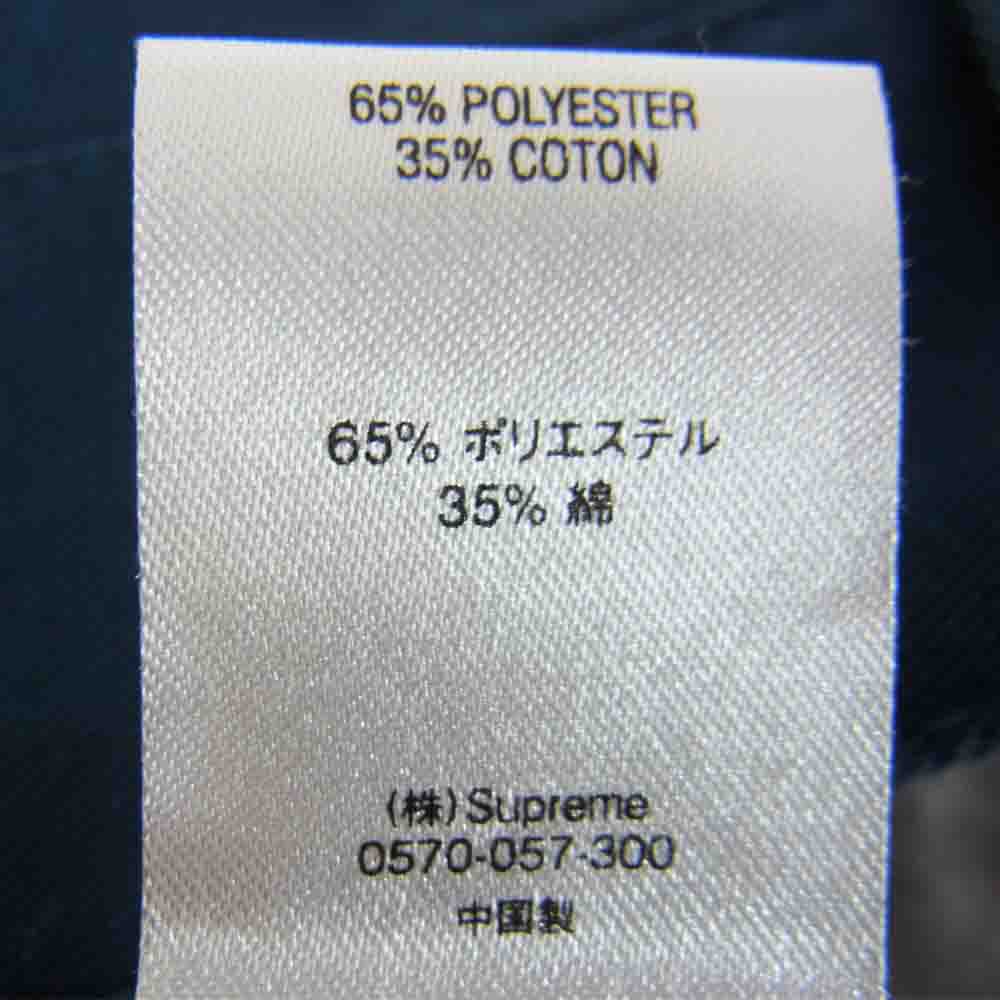 65% POLYESTER
35% COTON
65% ポリエステル
35% 綿
(株)Supreme
0570-057-300
中国製